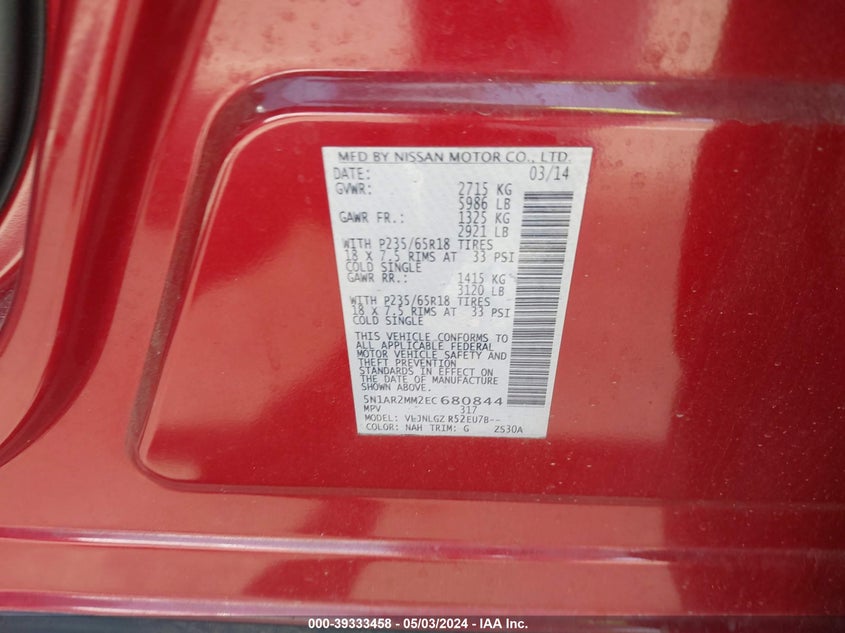 MFD BY NISSAN MOTOR CO., LTD.
DATE: 03/14
GVWR: 2715 KG
5986 LB
GAWR FR.: 1325 KG
2921 LB
WITH P235/65R18 TIRES
18 X 7.5 RIMS AT 33 PSI
COLD SINGLE
GAWR RR.: 1415 KG
3120 LB
WITH P235/65R18 TIRES
18 X 7.5 RIMS AT 33 PSI
COLD SINGLE
THIS VEHICLE CONFORMS TO
ALL APPLICABLE FEDERAL
MOTOR VEHICLE SAFETY AND
THEFT PREVENTION
STANDARDS IN EFFECT ON
THE DATE OF MANUFACTURE
SHOWN ABOVE.
5N1AR2MM2EC680844
MPV 317
MODEL: R52EU7B--
COLOR: NAH TRIM: G 2S30A
000-39333458 - 05/03/2024 - IAA Inc.